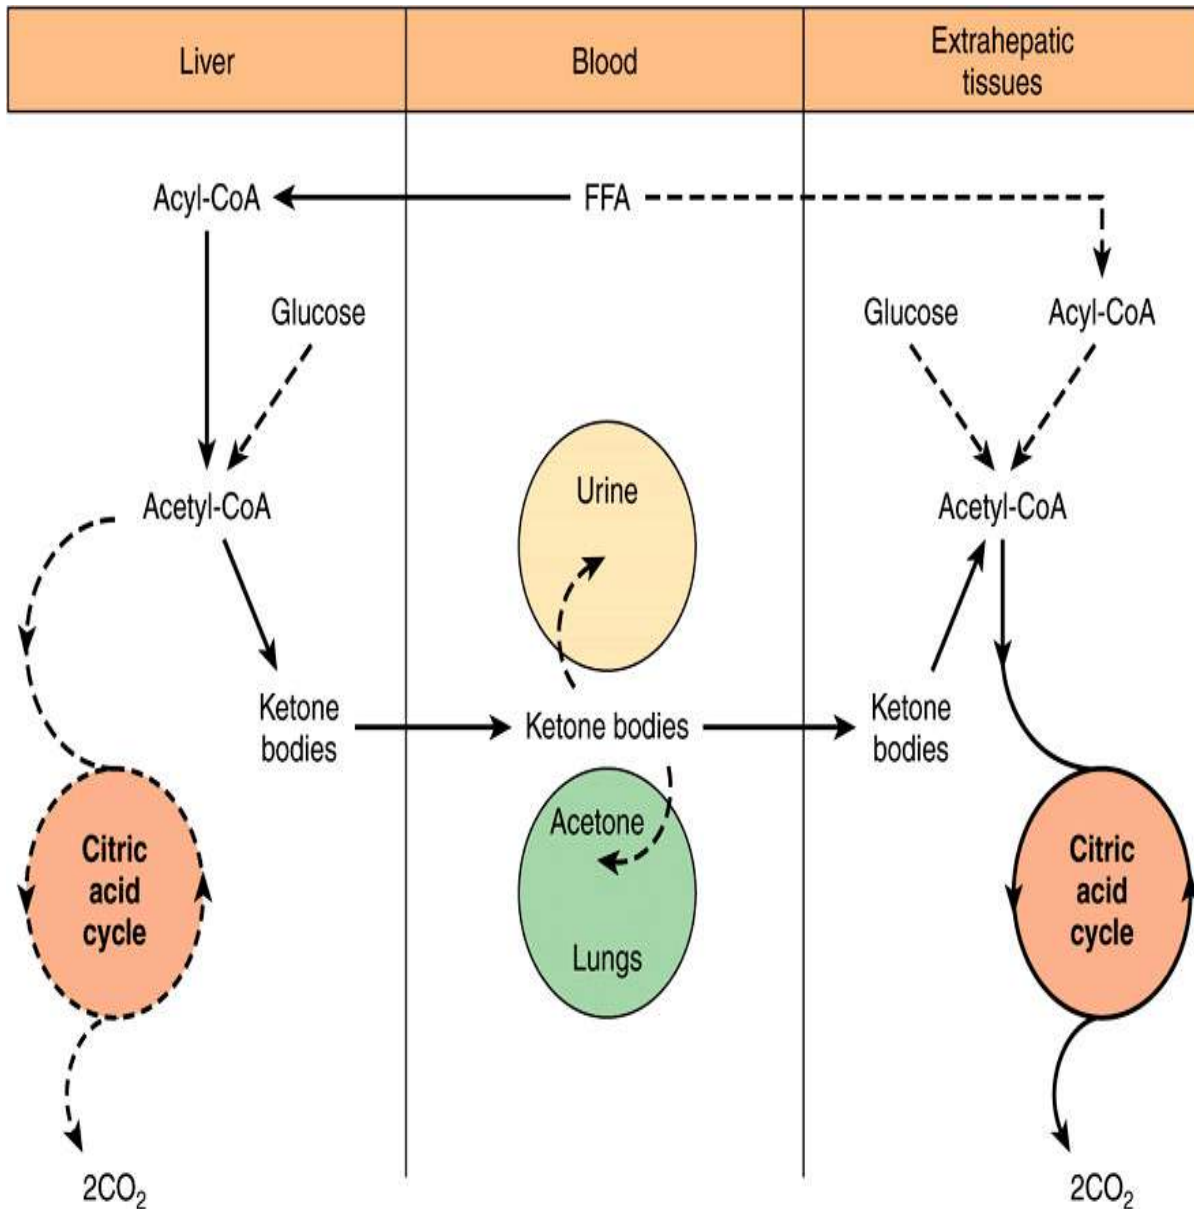 Liver
Blood
Extrahepatic
tissues
Acyl-CoA
FFA
Glucose
Glucose
Acyl-CoA
Urine
Acetyl-CoA
Acetyl-CoA
Ketone
bodies
Ketone bodies
Ketone
bodies
Acetone
Citric
acid
cycle
Citric
acid
cycle
Lungs
2CO₂
2CO₂